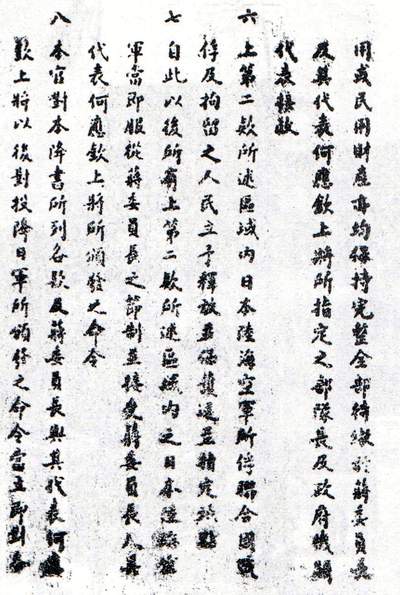 用或民用財產亦均保持完整全部待繳於蔣委員長
及其代表何應欽上將所指定之部隊長及政府機關
代表接收
六 上第二款所述區域內日本陸海空軍所俘聯合國戰
俘及拘留之人民立予釋放並保護送至指定地點
七 自此以後所有上第二款所述區域內之日本陸海空
軍當即服從蔣委員長之節制並接受蔣委員長及其
代表何應欽上將所頒發之命令
八 本官對本降書所列各款及蔣委員長與其代表何應
欽上將以後對投降日軍所頒發之命令當立即對各